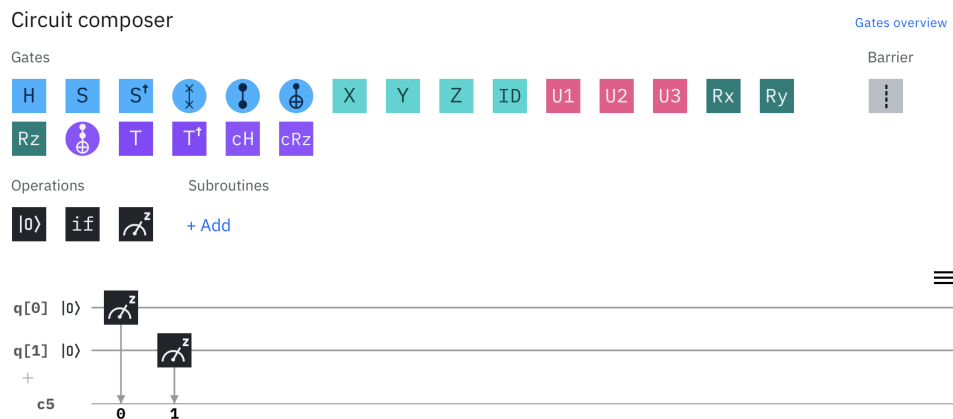 Circuit composer
Gates overview
Gates
Barrier
H S S† X Y Z ID U1 U2 U3 Rx Ry
Rz T T† cH cRz
Operations
Subroutines
|0⟩ if z
+ Add
z
q[0] |0⟩
z
q[1] |0⟩
+
c5
0 1